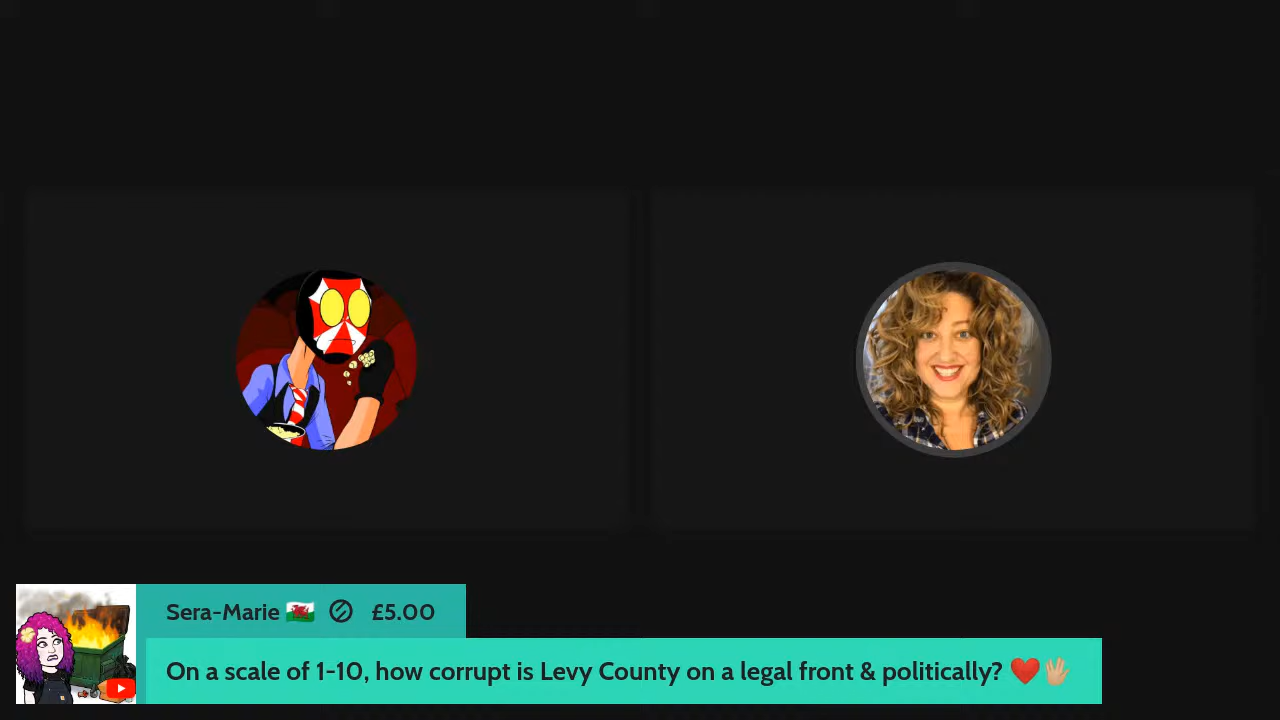 Sera-Marie 🏴󠁧󠁢󠁷󠁬󠁳󠁿 £5.00
On a scale of 1-10, how corrupt is Levy County on a legal front & politically? ❤️🖖🏼